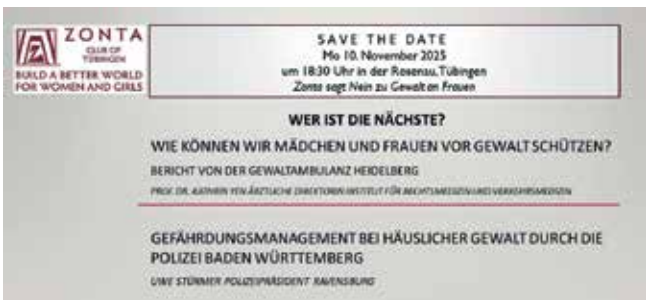 ZONTA
CLUB OF
TÜBINGEN
BUILD A BETTER WORLD
FOR WOMEN AND GIRLS
SAVE THE DATE
Mo 10. November 2025
um 18:30 Uhr in der Rosenau, Tübingen
Zonta sagt Nein zu Gewalt an Frauen
WER IST DIE NÄCHSTE?
WIE KÖNNEN WIR MÄDCHEN UND FRAUEN VOR GEWALT SCHÜTZEN?
BERICHT VON DER GEWALTAMBULANZ HEIDELBERG
PROF. DR. KATHRIN YEN ÄRZTLICHE DIREKTORIN INSTITUT FÜR RECHTSMEDIZIN UND VERKEHRSMEDIZIN
GEFÄHRDUNGSMANAGEMENT BEI HÄUSLICHER GEWALT DURCH DIE
POLIZEI BADEN WÜRTTEMBERG
UWE STÜRMER POLIZEIPRÄSIDENT RAVENSBURG